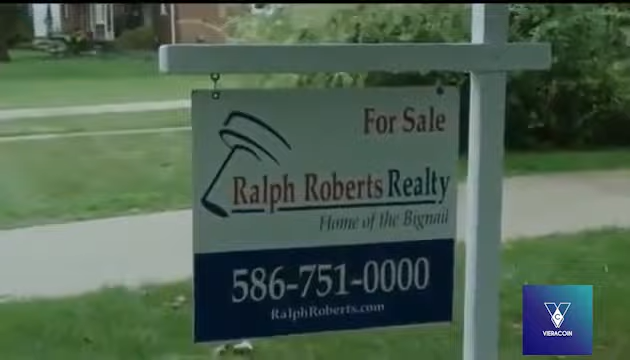 For Sale
Ralph Roberts Realty
Home of the Bignail
586-751-0000
RalphRoberts.com
VERACOIN